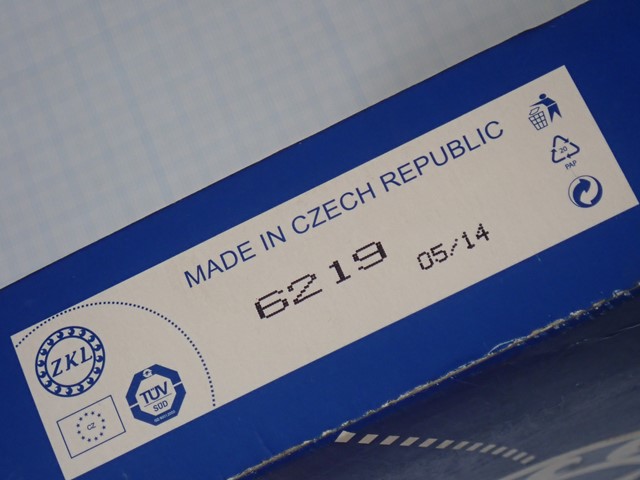 MADE IN CZECH REPUBLIC
6219 05/14
20
PAP
ZKL
CZ
TÜV
SÜD